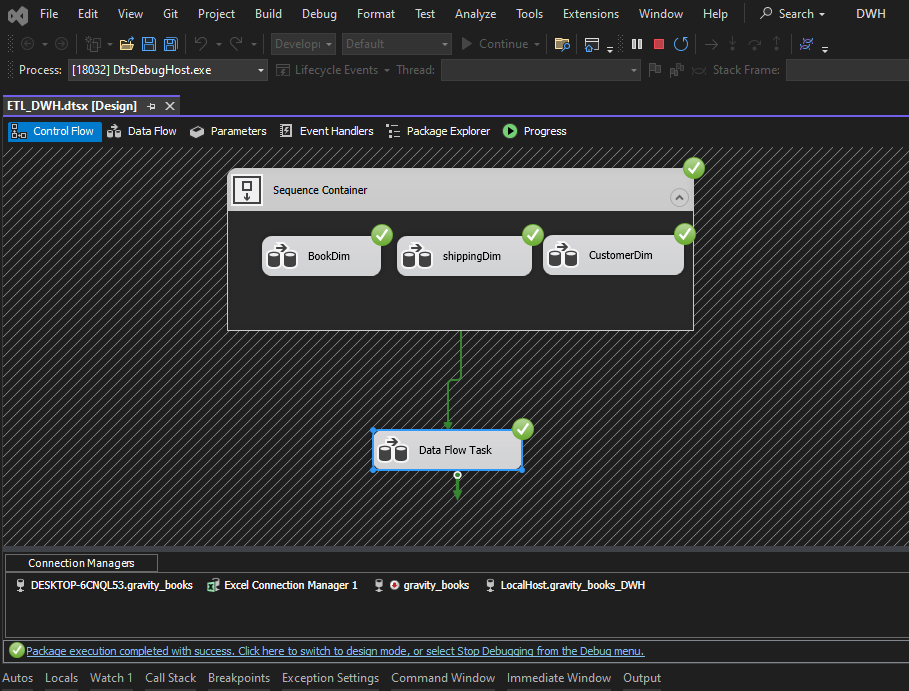 File Edit View Git Project Build Debug Format Test Analyze Tools Extensions Window Help Search DWH
Develop Default Continue
Process: [18032] DtsDebugHost.exe Lifecycle Events Thread: Stack Frame:
ETL_DWH.dtsx [Design]
Control Flow Data Flow Parameters Event Handlers Package Explorer Progress
Sequence Container
BookDim shippingDim CustomerDim
Data Flow Task
Connection Managers
DESKTOP-6CNQL53.gravity_books Excel Connection Manager 1 gravity_books LocalHost.gravity_books_DWH
Package execution completed with success. Click here to switch to design mode, or select Stop Debugging from the Debug menu.
Autos Locals Watch 1 Call Stack Breakpoints Exception Settings Command Window Immediate Window Output